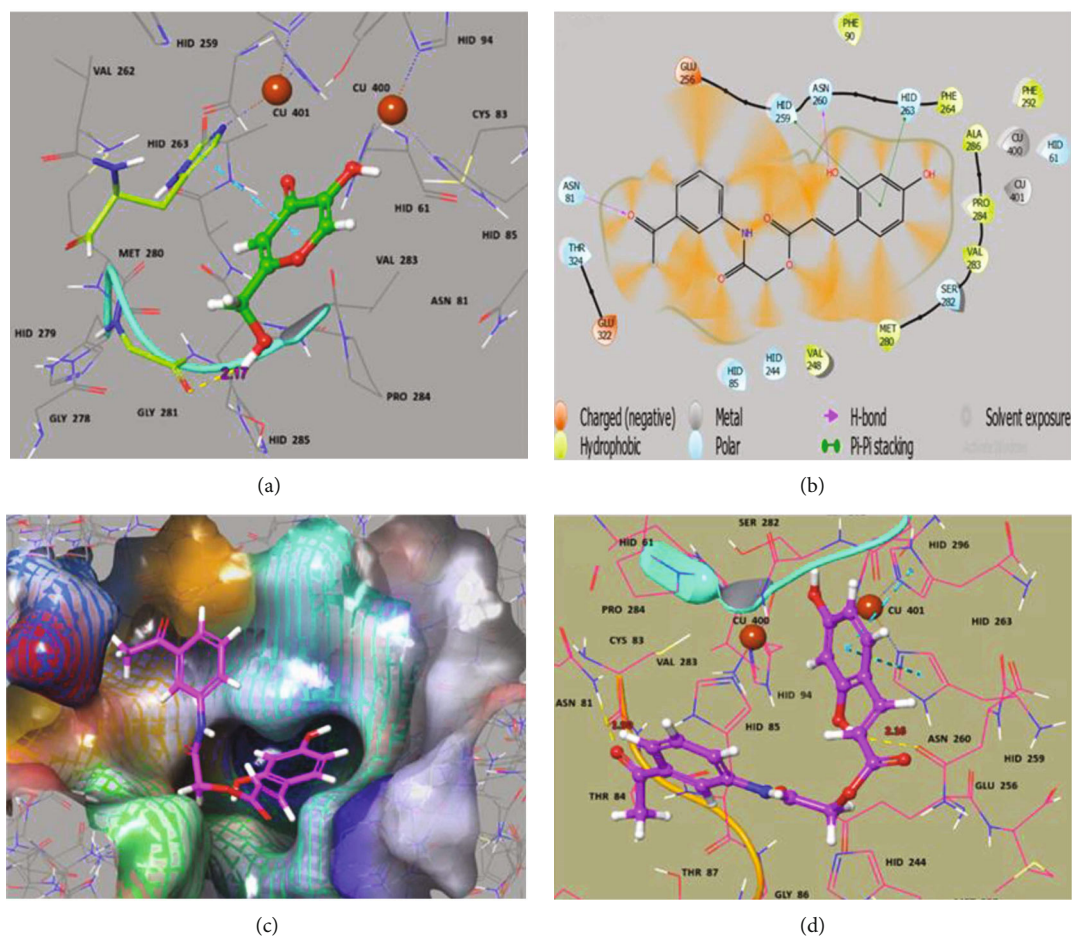 HID 259
HID 94
VAL 262
CU 400
CU 401
CYS 83
HID 263
HID 61
HID 85
MET 280
VAL 283
ASN 81
HID 279
2.17
PRO 284
GLY 278
GLY 281
HID 285
(a)
PHE
90
GLU
256
ASN
260
HID
259
HID
263
PHE
264
PHE
292
ALA
286
CU
400
HID
61
CU
401
ASN
81
OH
OH
O
NH
O
O
O
PRO
284
THR
324
VAL
283
SER
282
GLU
322
MET
280
VAL
248
HID
244
HID
85
Charged (negative)
Metal
H-bond
Solvent exposure
Hydrophobic
Polar
Pi-Pi stacking
(b)
(c)
SER 282
HID 61
HID 296
PRO 284
CU 401
CU 400
HID 263
CYS 83
VAL 283
HID 94
ASN 81
HID 85
ASN 260
HID 259
THR 84
GLU 256
HID 244
THR 87
GLY 86
(d)